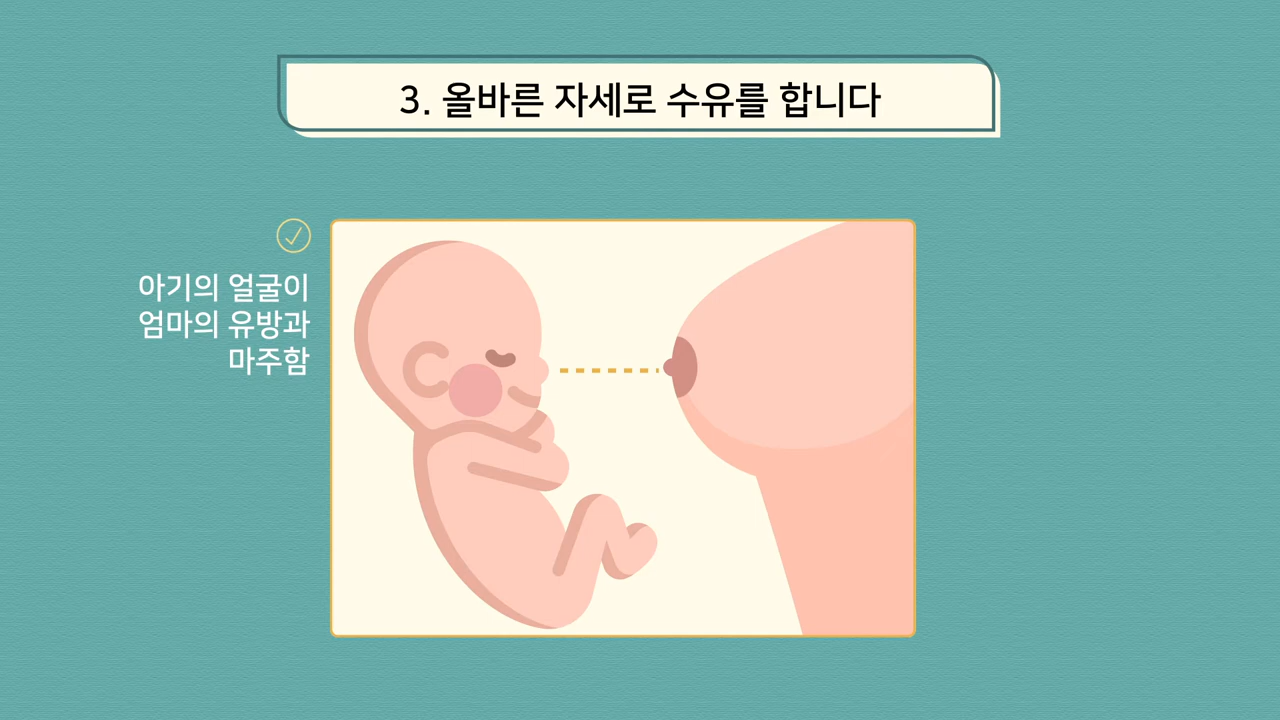 3. 올바른 자세로 수유를 합니다
아기의 얼굴이
엄마의 유방과
마주함